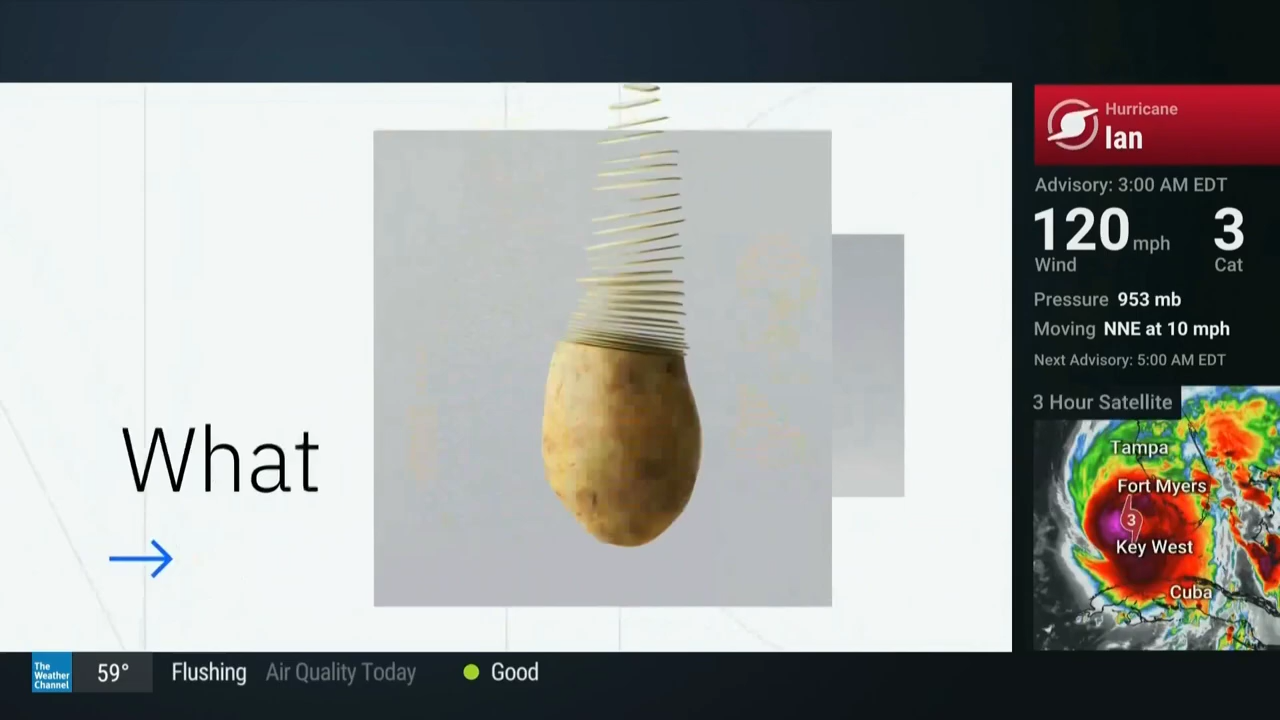 What
Hurricane
Ian
Advisory: 3:00 AM EDT
120 mph 3
Wind Cat
Pressure 953 mb
Moving NNE at 10 mph
Next Advisory: 5:00 AM EDT
3 Hour Satellite
Tampa
Fort Myers
3
Key West
Cuba
The
Weather
Channel
59° Flushing Air Quality Today Good